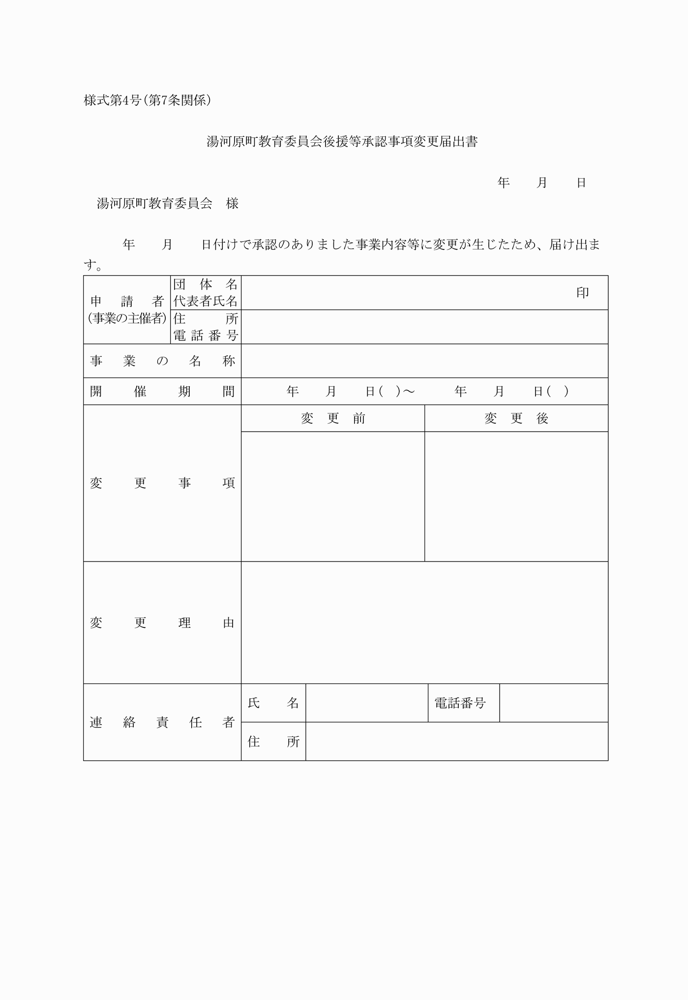 様式第4号(第7条関係)
湯河原町教育委員会後援等承認事項変更届出書
年　　月　　日
湯河原町教育委員会　様
年　　月　　日付けで承認のありました事業内容等に変更が生じたため、届け出ま
す。
申請者
(事業の主催者)
団体名
代表者氏名
印
住所
電話番号
事業の名称
開催期間
年　　月　　日(　)～　　　年　　月　　日(　)
変更事項
変更前
変更後
変更理由
連絡責任者
氏名
電話番号
住所